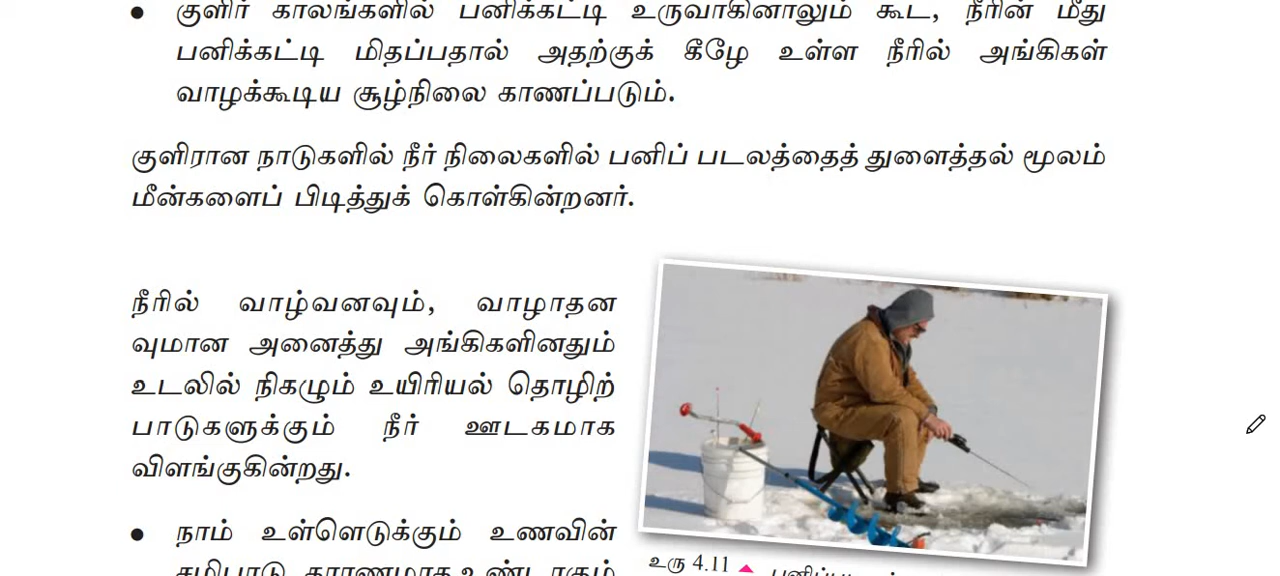 குளிர் காலங்களில் பனிக்கட்டி உருவாகினாலும் கூட, நீரின் மீது
பனிக்கட்டி மிதப்பதால் அதற்குக் கீழே உள்ள நீரில் அங்கிகள்
வாழக்கூடிய சூழ்நிலை காணப்படும்.
குளிரான நாடுகளில் நீர் நிலைகளில் பனிப் படலத்தைத் துளைத்தல் மூலம்
மீன்களைப் பிடித்துக் கொள்கின்றனர்.
நீரில் வாழ்வனவும், வாழாதன
வுமான அனைத்து அங்கிகளினதும்
உடலில் நிகழும் உயிரியல் தொழிற்
பாடுகளுக்கும் நீர் ஊடகமாக
விளங்குகின்றது.
நாம் உள்ளெடுக்கும் உணவின்
உரு 4.11